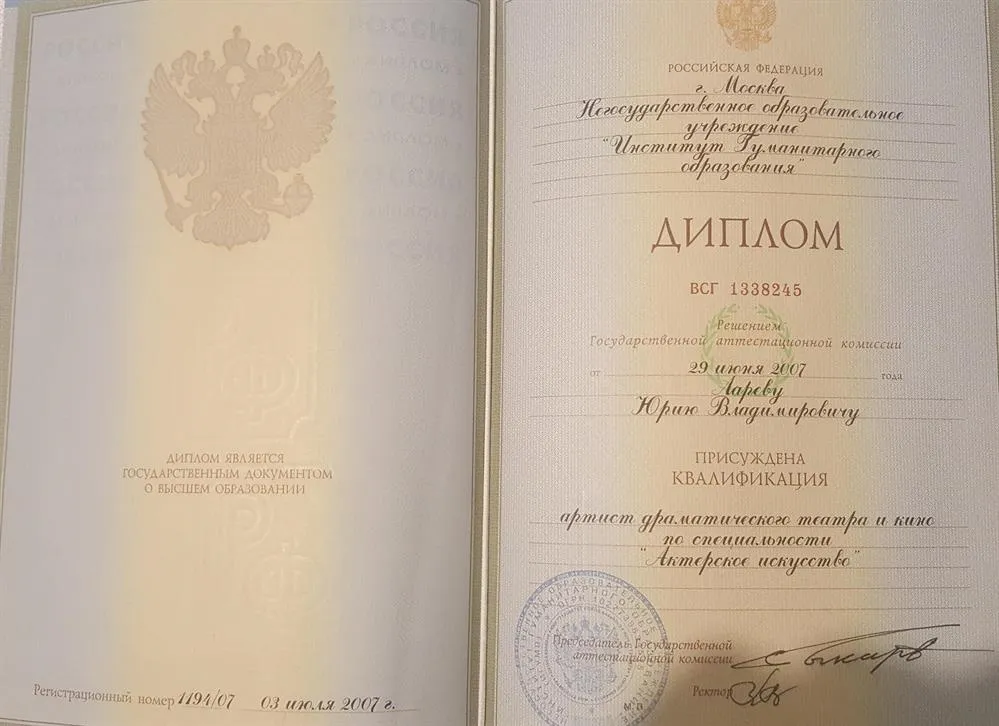 ДИПЛОМ ЯВЛЯЕТСЯ
ГОСУДАРСТВЕННЫМ ДОКУМЕНТОМ
О ВЫСШЕМ ОБРАЗОВАНИИ
Регистрационный номер 1194/07 03 июля 2007 г.
РОССИЙСКАЯ ФЕДЕРАЦИЯ
г. Москва
Негосударственное образовательное
учреждение
"Институт Гуманитарного
образования"
ДИПЛОМ
ВСГ 1338245
Решением
Государственной аттестационной комиссии
от 29 июня 2007 года
Лареву
Юрию Владимировичу
ПРИСУЖДЕНА
КВАЛИФИКАЦИЯ
артист драматического театра и кино
по специальности
"Актерское искусство"
Председатель Государственной
аттестационной комиссии
Ректор
М.П.